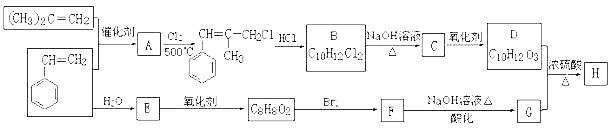 (CH₃)₂C=CH₂
催化剂 A Cl₂ 500℃ CH=C-CH₂Cl CH₃ HCl B C₁₀H₁₂Cl₂ NaOH溶液 △ C 氧化剂 D C₁₀H₁₂O₃
CH=CH₂
浓硫酸 △ H
H₂O E 氧化剂 C₈H₈O₂ Br₂ F NaOH溶液△ 酸化 G